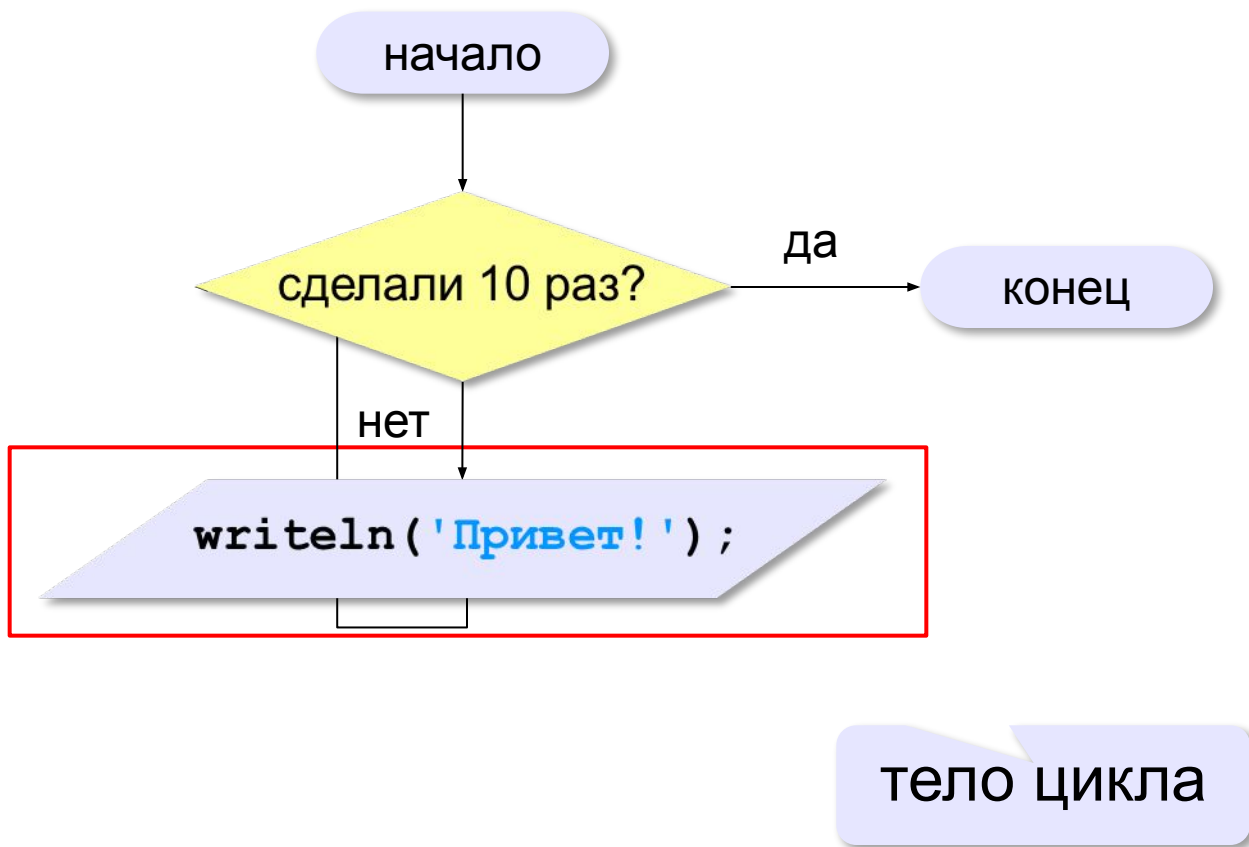 начало
сделали 10 раз?
да
конец
нет
writeln('Привет!');
тело цикла